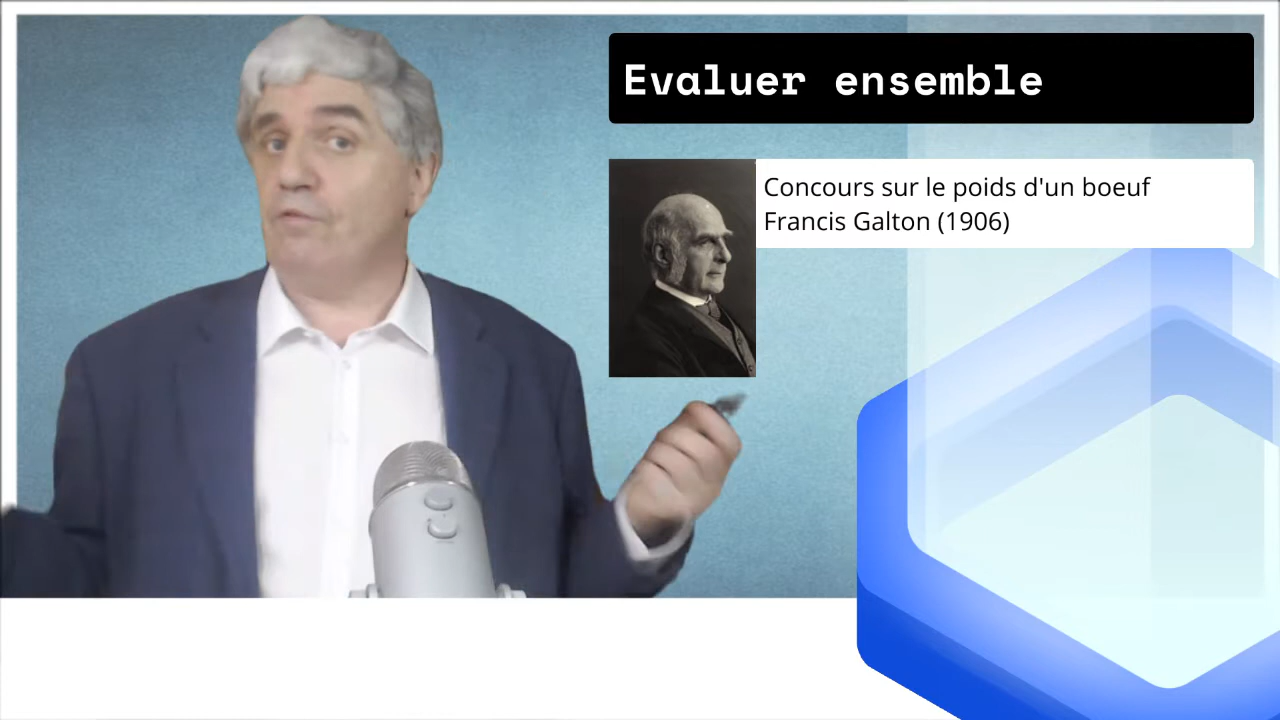 Evaluer ensemble
Concours sur le poids d'un boeuf
Francis Galton (1906)